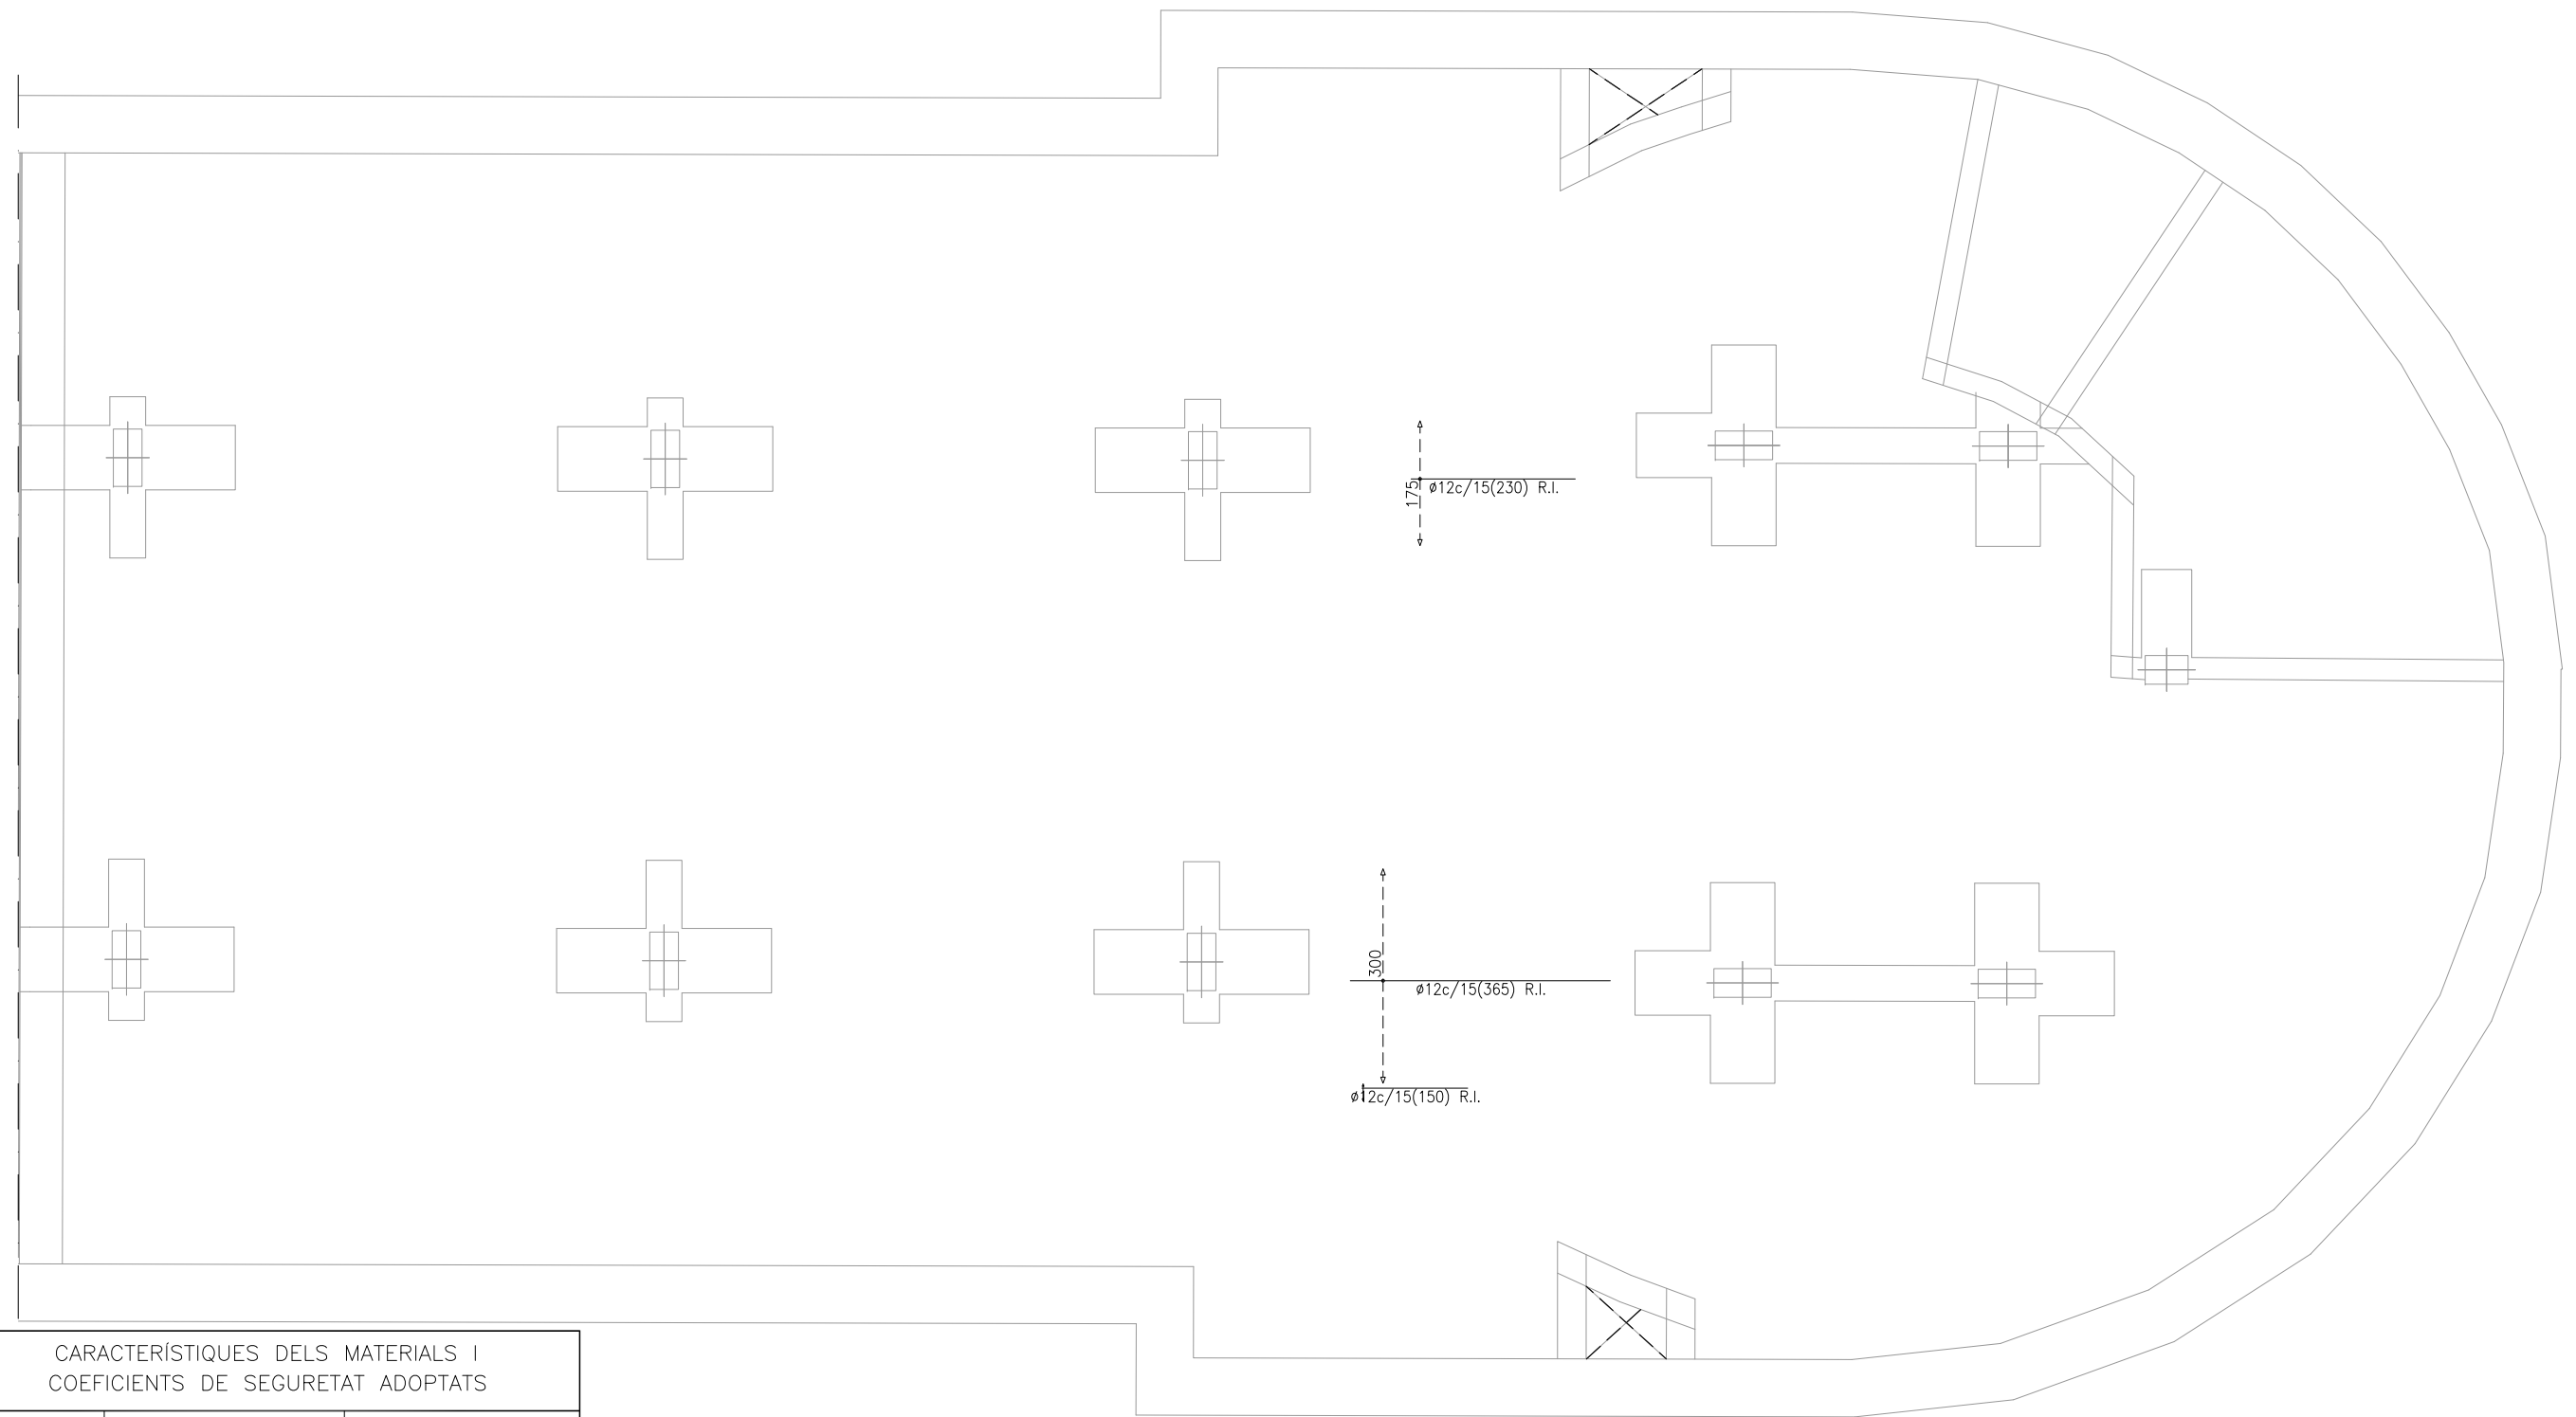 175
ø12c/15(230) R.I.
300
ø12c/15(365) R.I.
ø12c/15(150) R.I.
CARACTERÍSTIQUES DELS MATERIALS I
COEFICIENTS DE SEGURETAT ADOPTATS